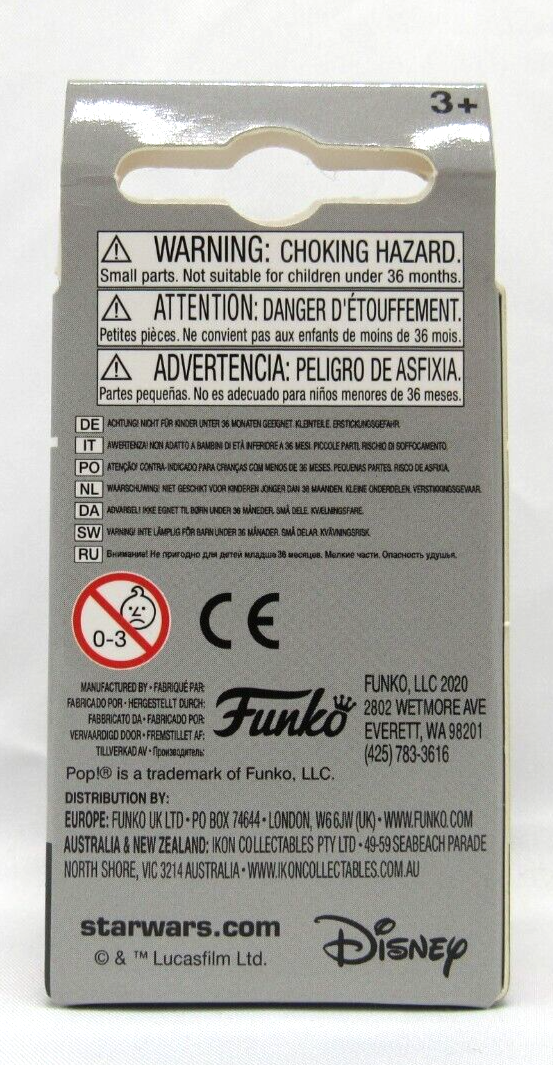 3+
⚠ WARNING: CHOKING HAZARD.
Small parts. Not suitable for children under 36 months.
⚠ ATTENTION: DANGER D'ÉTOUFFEMENT.
Petites pièces. Ne convient pas aux enfants de moins de 36 mois.
⚠ ADVERTENCIA: PELIGRO DE ASFIXIA.
Partes pequeñas. No es adecuado para niños menores de 36 meses.
DE ACHTUNG! NICHT FÜR KINDER UNTER 36 MONATEN GEEIGNET. KLEINTEILE. ERSTICKUNGSGEFAHR.
IT AWERTENZA! NON ADATTO A BAMBINI DI ETÀ INFERIORE A 36 MESI. PICCOLE PARTI, RISCHIO DI SOFFOCAMENTO.
PO ATENÇÃO! CONTRA-INDICADO PARA CRIANÇAS COM MENOS DE 36 MESES. PEQUENAS PARTES. RISCO DE ASFIXIA.
NL WAARSCHUWING! NIET GESCHIKT VOOR KINDEREN JONGER DAN 36 MAANDEN. KLEINE ONDERDELEN. VERSTIKKINGSGEVAAR.
DA ADVARSEL! IKKE EGNET TIL BØRN UNDER 36 MÅNEDER. SMÅ DELE. KVÆLNINGSFARE.
SW VARNING! INTE LÄMPLIG FÖR BARN UNDER 36 MÅNADER. SMÅ DELAR. KVÄVNINGSRISK.
RU Внимание! Не пригодно для детей младше 36 месяцев. Мелкие части. Опасность удушья.
0-3
CE
MANUFACTURED BY • FABRIQUÉ PAR:
FABRICADO POR • HERGESTELLT DURCH:
FABBRICATO DA • FABRICADO POR:
VERVAARDIGD DOOR • FREMSTILLET AF:
TILLVERKAD AV • Производитель:
Funko
FUNKO, LLC 2020
2802 WETMORE AVE
EVERETT, WA 98201
(425) 783-3616
Pop!® is a trademark of Funko, LLC.
DISTRIBUTION BY:
EUROPE: FUNKO UK LTD • PO BOX 74644 • LONDON, W6 6JW (UK) • WWW.FUNKO.COM
AUSTRALIA & NEW ZEALAND: IKON COLLECTABLES PTY LTD • 49-59 SEABEACH PARADE
NORTH SHORE, VIC 3214 AUSTRALIA • WWW.IKONCOLLECTABLES.COM.AU
starwars.com
© & ™ Lucasfilm Ltd.
Disney